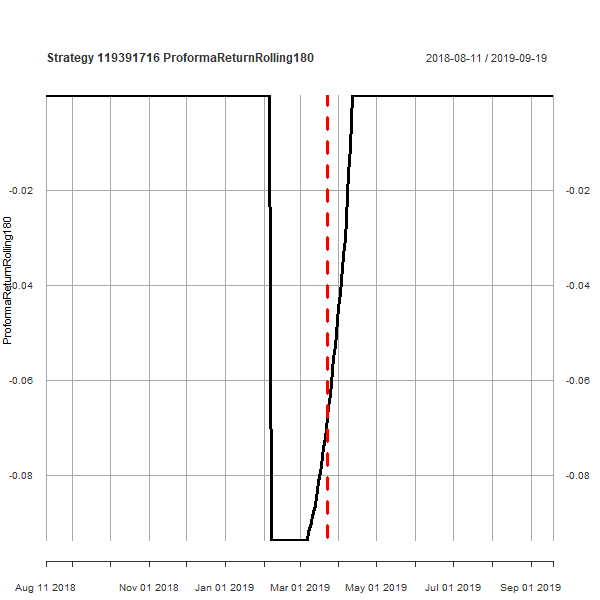 Strategy 119391716 ProformaReturnRolling180
2018-08-11 / 2019-09-19
ProformaReturnRolling180
-0.02
-0.04
-0.06
-0.08
-0.02
-0.04
-0.06
-0.08
Aug 11 2018
Nov 01 2018
Jan 01 2019
Mar 01 2019
May 01 2019
Jul 01 2019
Sep 01 2019